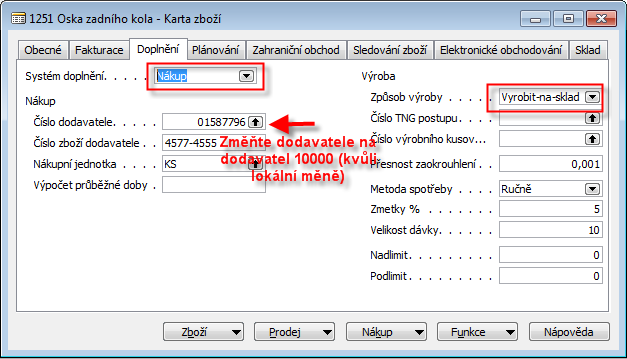 1251 Oska zadního kola - Karta zboží
Obecné Fakturace Doplnění Plánování Zahraniční obchod Sledování zboží Elektronické obchodování Sklad
Systém doplnění. . . . . Nákup
Nákup
Číslo dodavatele. . . . 01587796
Číslo zboží dodavatele . 4577-4555
Nákupní jednotka . . . . KS
Výpočet průběžné doby .
Změňte dodavatele na
dodavatel 10000 (kvůli
lokální měně)
Výroba
Způsob výroby . . . . . Vyrobit-na-sklad
Číslo TNG postupu. . . .
Číslo výrobního kusov...
Přesnost zaokrouhlení . 0,001
Metoda spotřeby . . . . Ručně
Zmetky % . . . . . . . . 5
Velikost dávky. . . . . . 10
Nadlimit . . . . . . . . . 0
Podlimit . . . . . . . . . 0
Zboží Prodej Nákup Funkce Nápověda